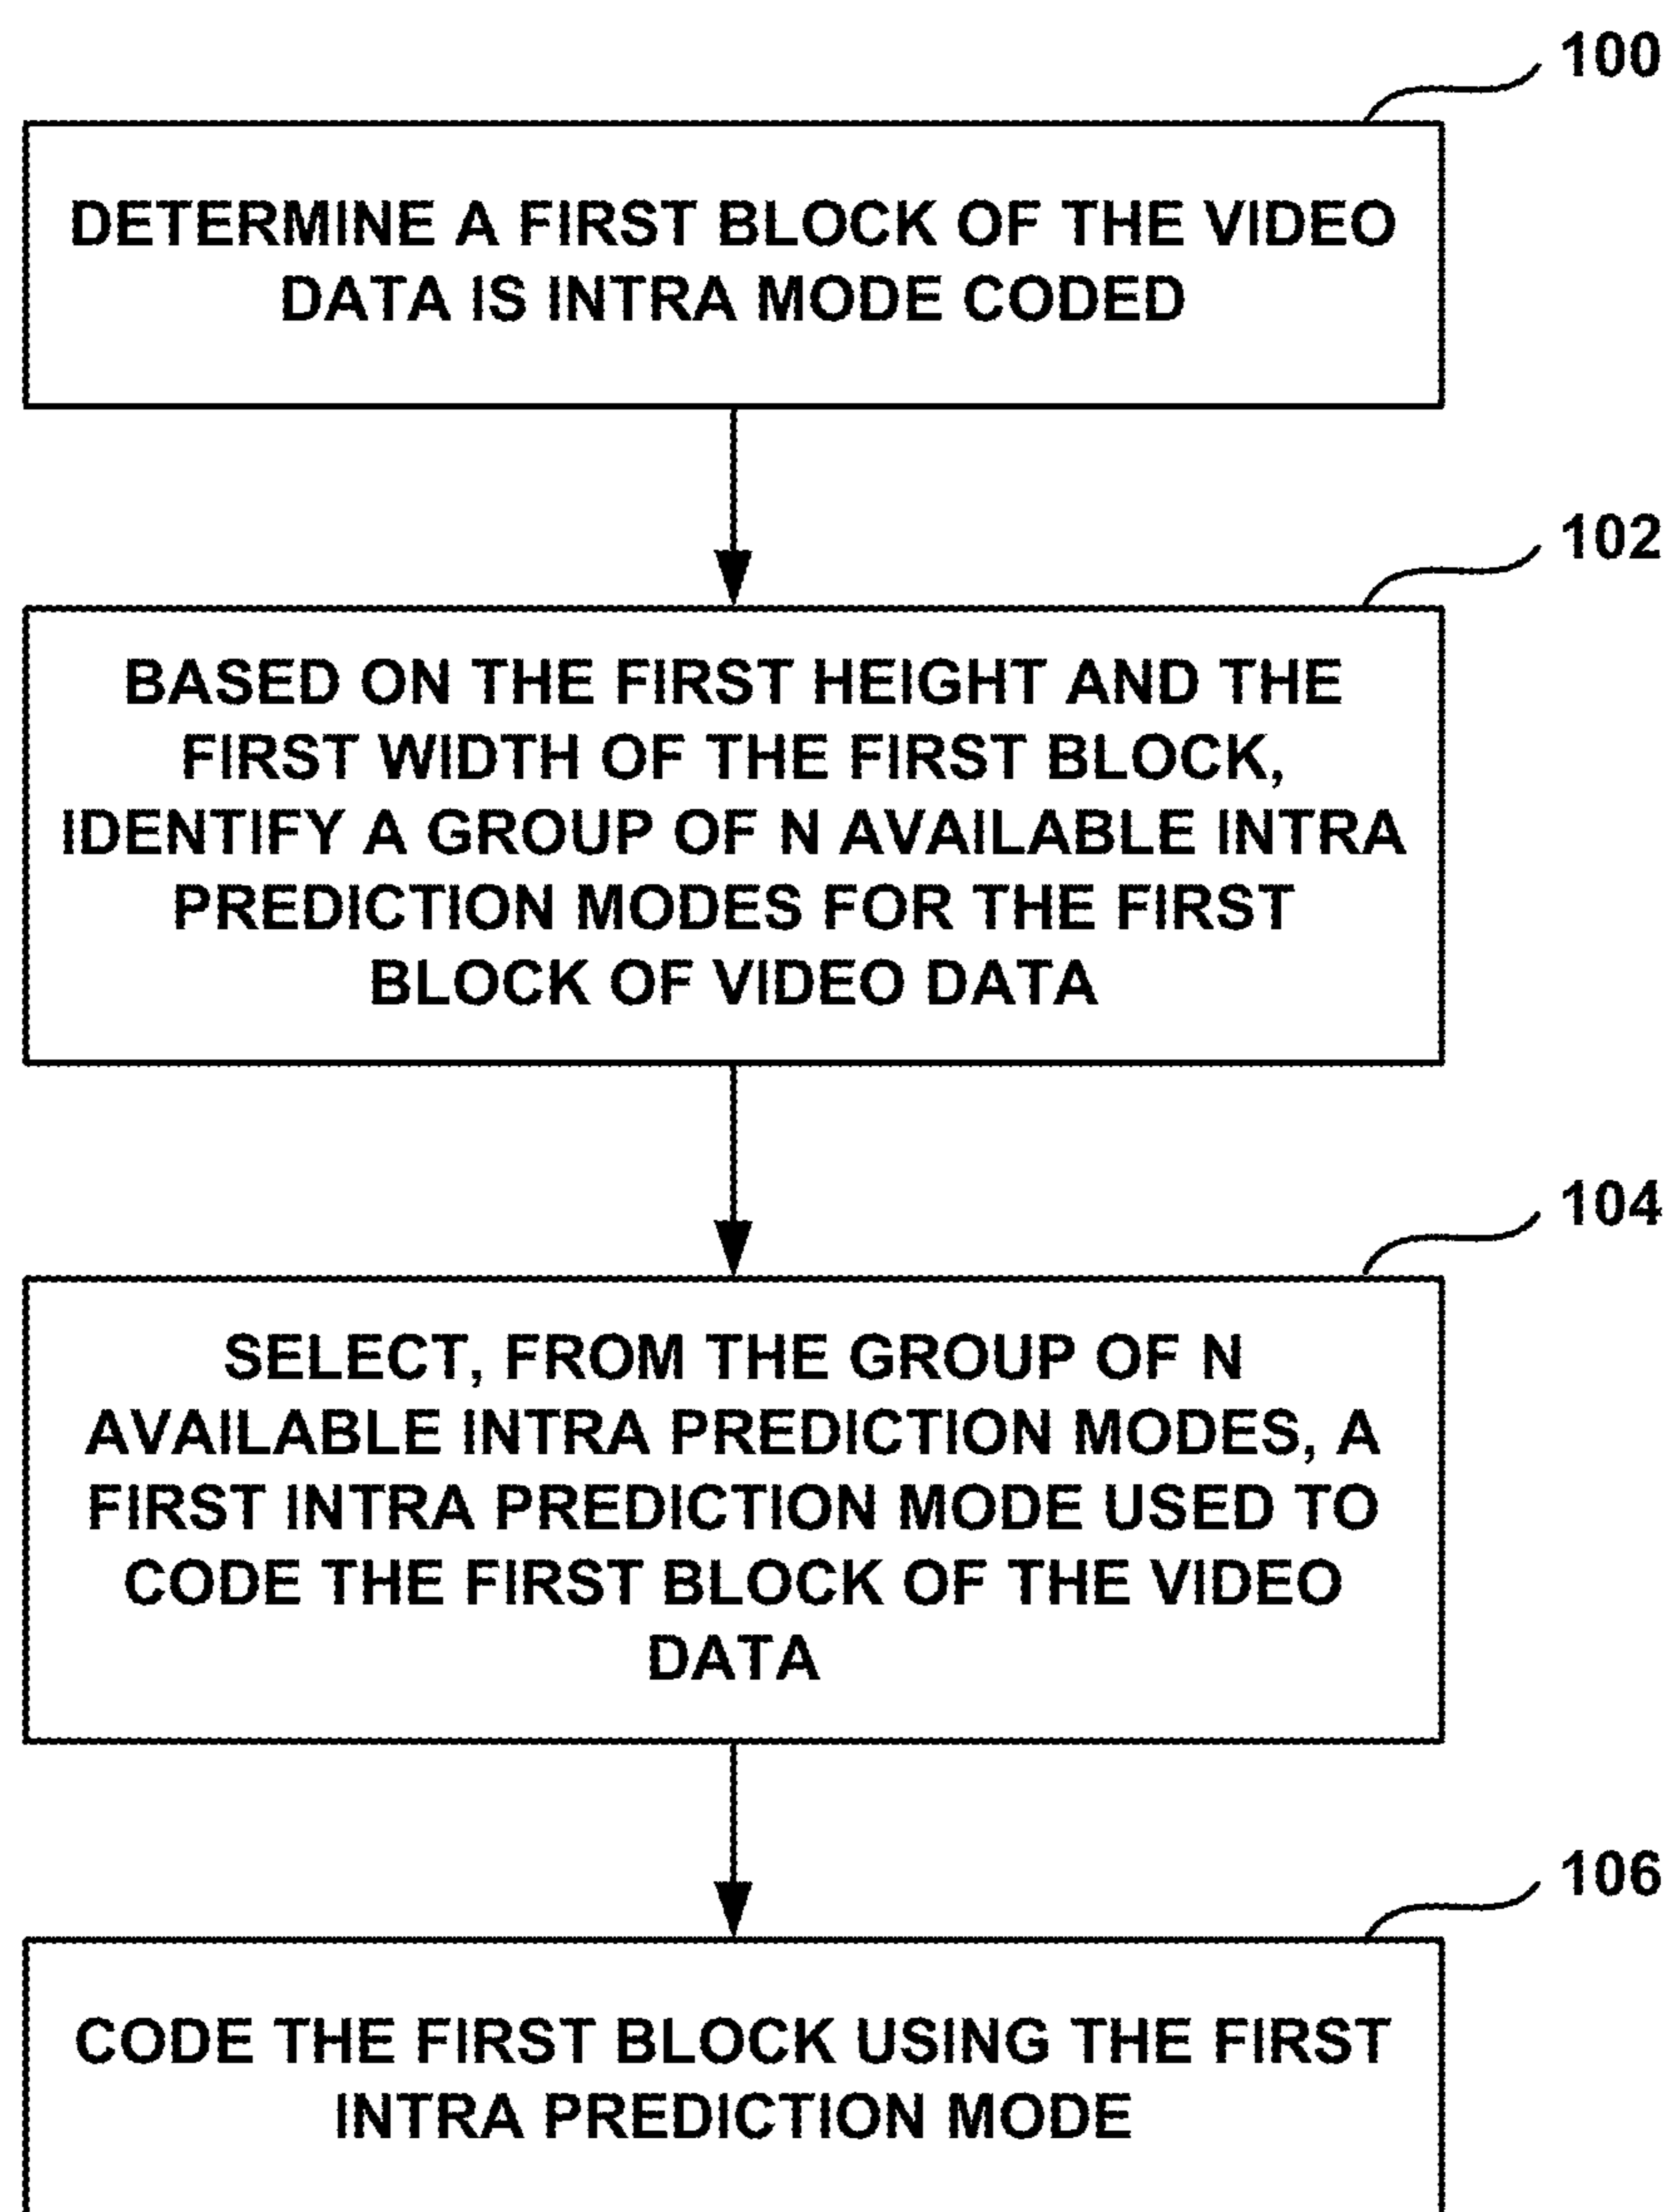 100
DETERMINE A FIRST BLOCK OF THE VIDEO
DATA IS INTRA MODE CODED
102
BASED ON THE FIRST HEIGHT AND THE
FIRST WIDTH OF THE FIRST BLOCK,
IDENTIFY A GROUP OF N AVAILABLE INTRA
PREDICTION MODES FOR THE FIRST
BLOCK OF VIDEO DATA
104
SELECT, FROM THE GROUP OF N
AVAILABLE INTRA PREDICTION MODES, A
FIRST INTRA PREDICTION MODE USED TO
CODE THE FIRST BLOCK OF THE VIDEO
DATA
106
CODE THE FIRST BLOCK USING THE FIRST
INTRA PREDICTION MODE